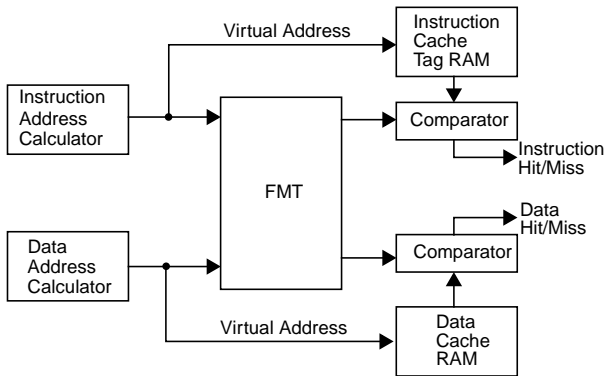 Virtual Address
Instruction
Cache
Tag RAM
Instruction
Address
Calculator
Comparator
Instruction
Hit/Miss
FMT
Data
Hit/Miss
Data
Address
Calculator
Comparator
Virtual Address
Data
Cache
RAM